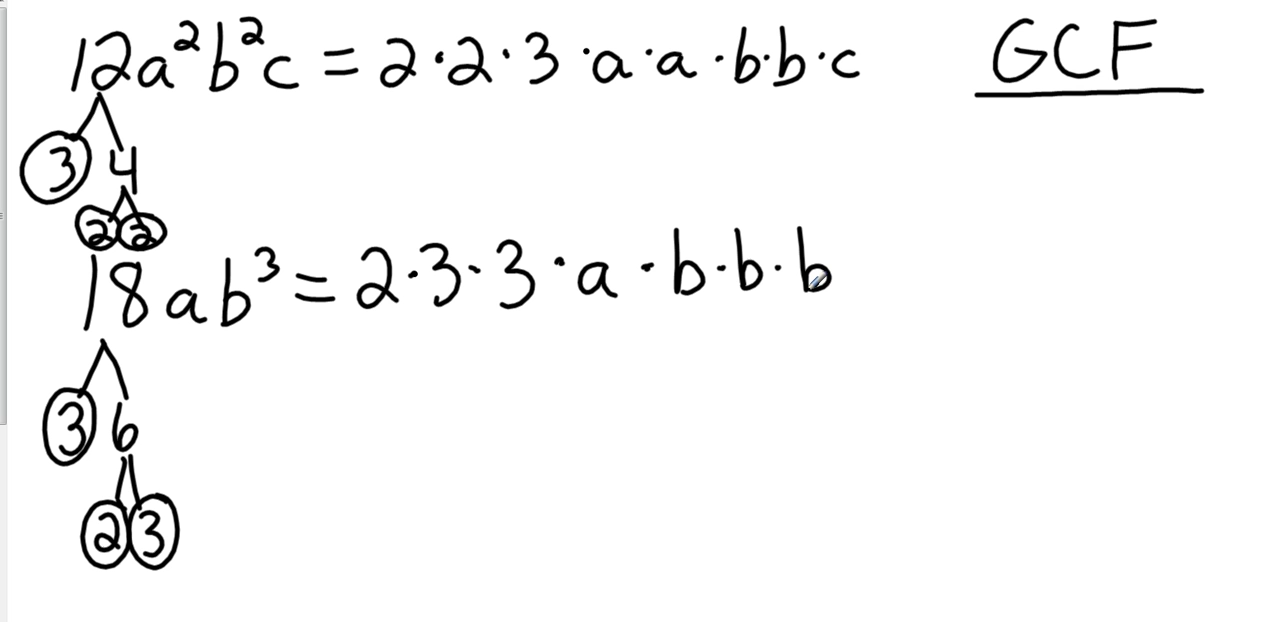 12a²b²c = 2·2·3·a·a·b·b·c GCF
3 4
2 2
18ab³ = 2·3·3·a·b·b·b
3 6
2 3